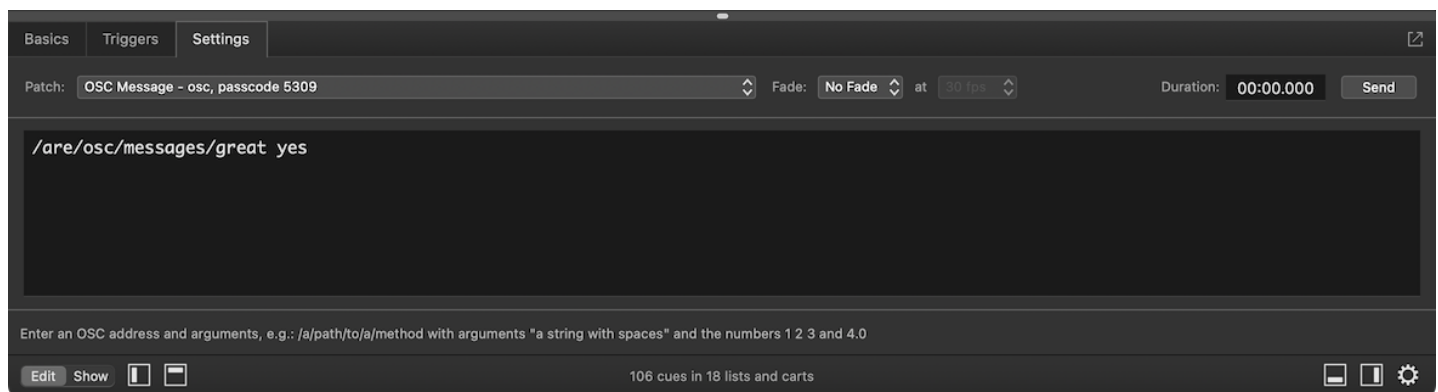 Basics Triggers Settings
Patch: OSC Message - osc, passcode 5309 Fade: No Fade at 30 fps Duration: 00:00.000 Send
/are/osc/messages/great yes
Enter an OSC address and arguments, e.g.: /a/path/to/a/method with arguments "a string with spaces" and the numbers 1 2 3 and 4.0
Edit Show 106 cues in 18 lists and carts